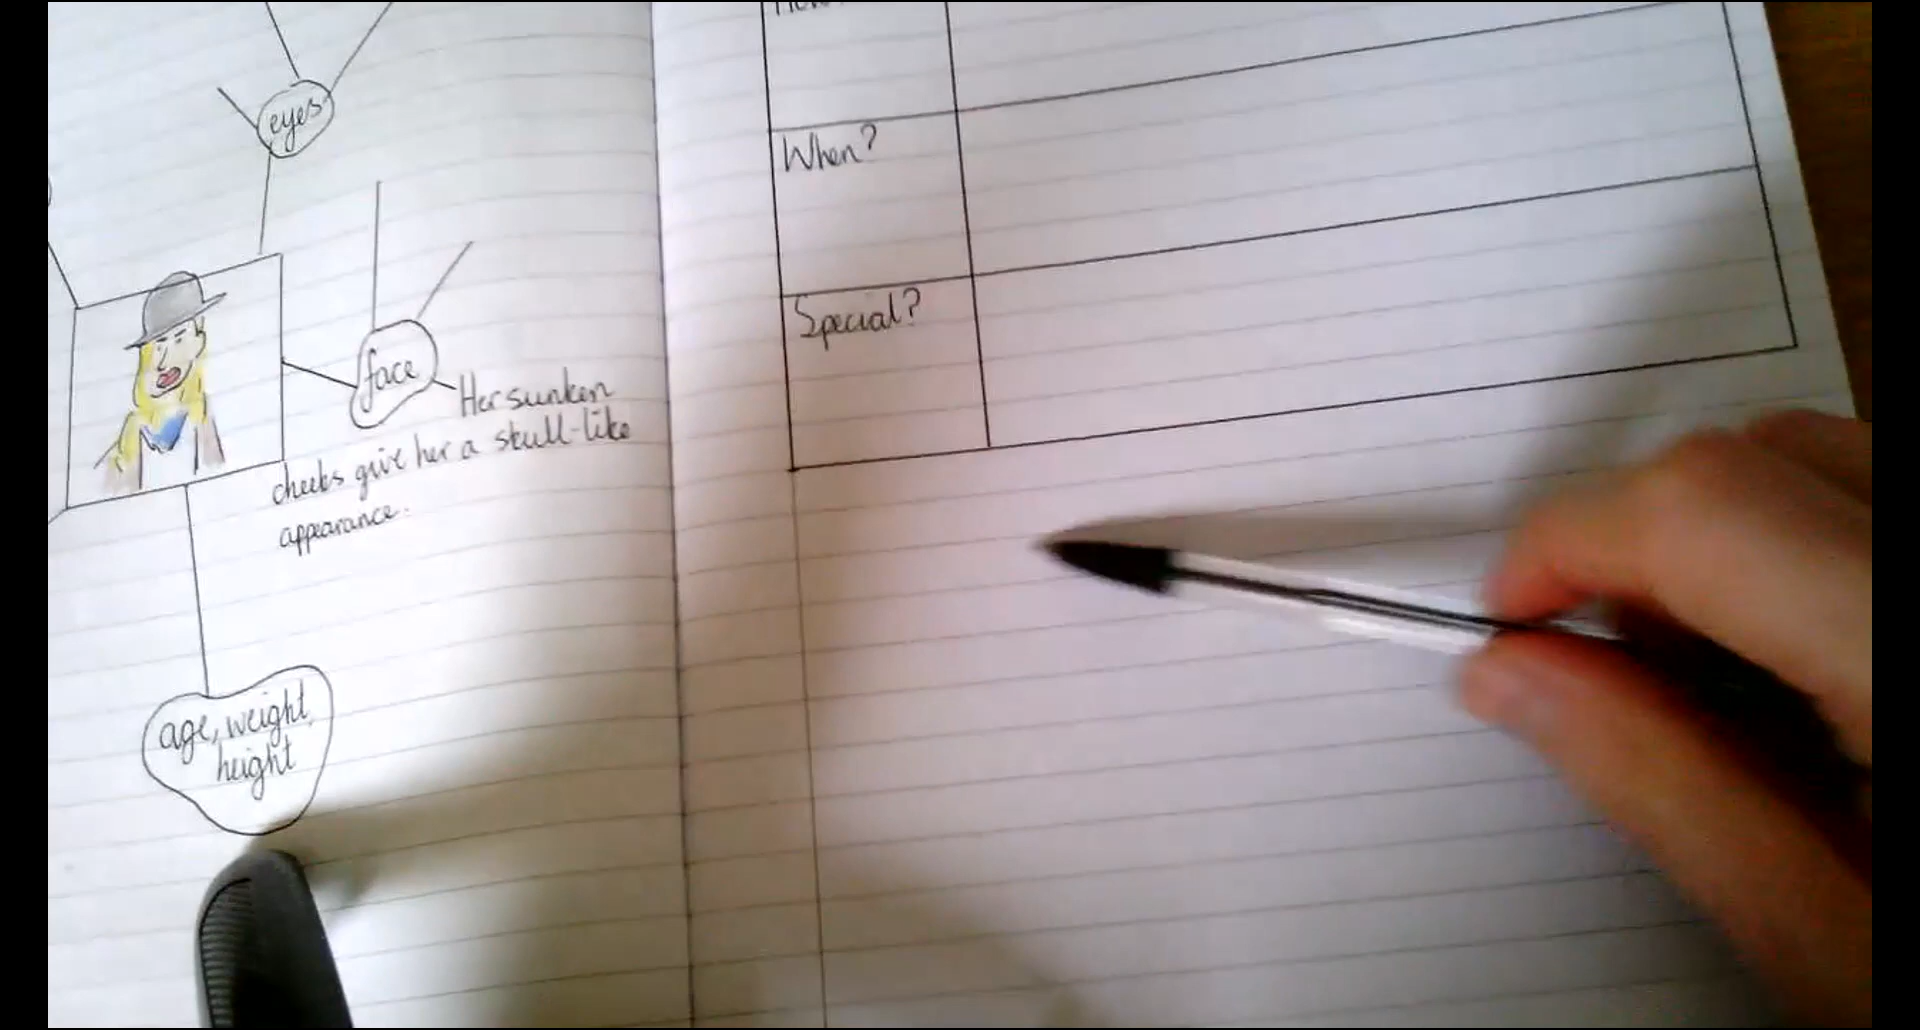 eyes
face
Her sunken
cheeks give her a skull-like
appearance.
age, weight,
height
When?
Special?